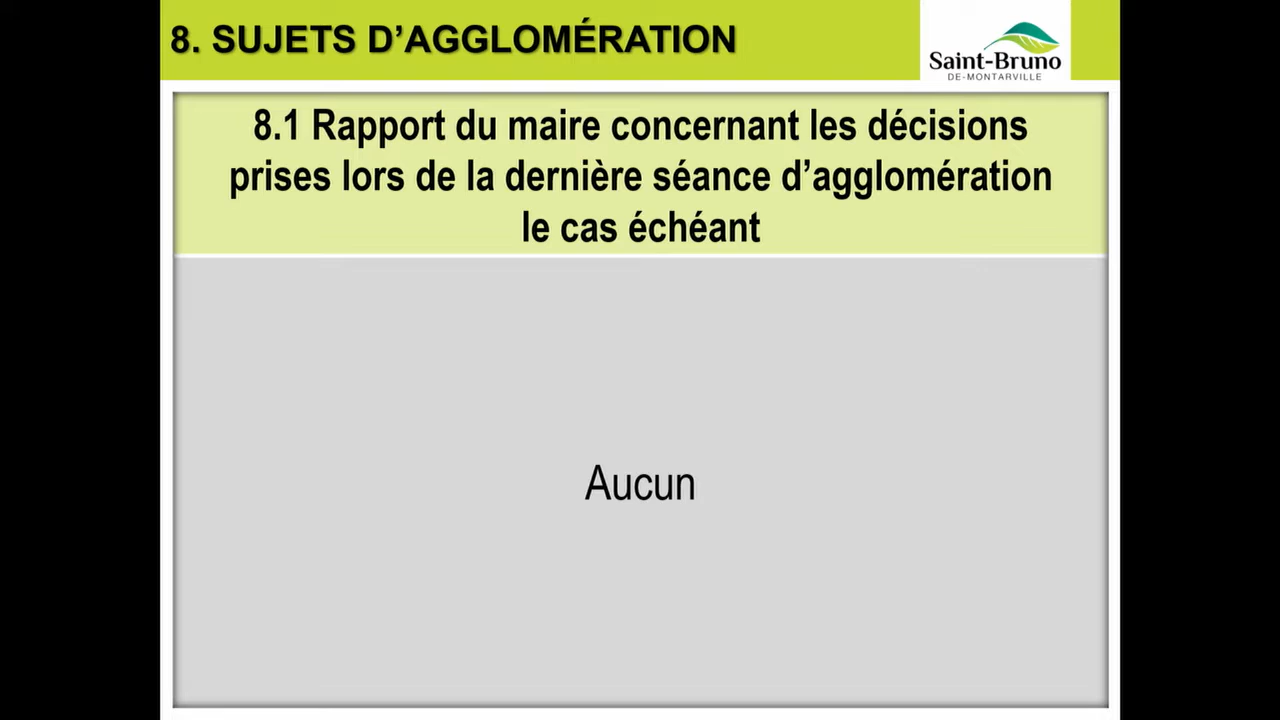 8. SUJETS D’AGGLOMÉRATION
Saint-Bruno
DE-MONTARVILLE
8.1 Rapport du maire concernant les décisions
prises lors de la dernière séance d’agglomération
le cas échéant
Aucun